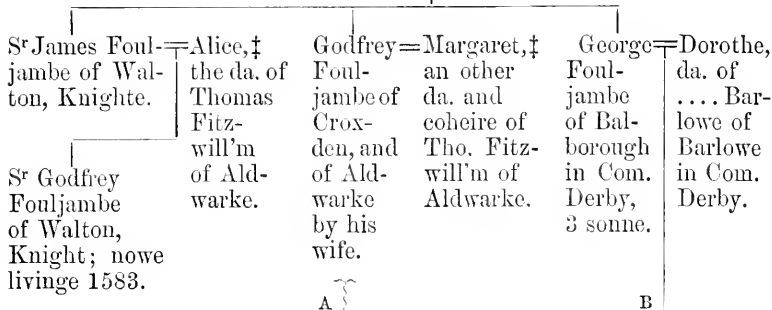 Sʳ James Foul-
jambe of Wal-
ton, Knighte.
Alice,‡
the da. of
Thomas
Fitz-
will'm
of Ald-
warke.
Sʳ Godfrey
Fouljambe
of Walton,
Knight; nowe
livinge 1583.
Godfrey
Foul-
jambe of
Crox-
den, and
of Ald-
warke
by his
wife.
A
Margaret,‡
an other
da. and
coheire of
Tho. Fitz-
will'm of
Aldwarke.
George
Foul-
jambe
of Bal-
borough
in Com.
Derby,
3 sonne.
B
Dorothe,
da. of
.... Bar-
lowe of
Barlowe
in Com.
Derby.